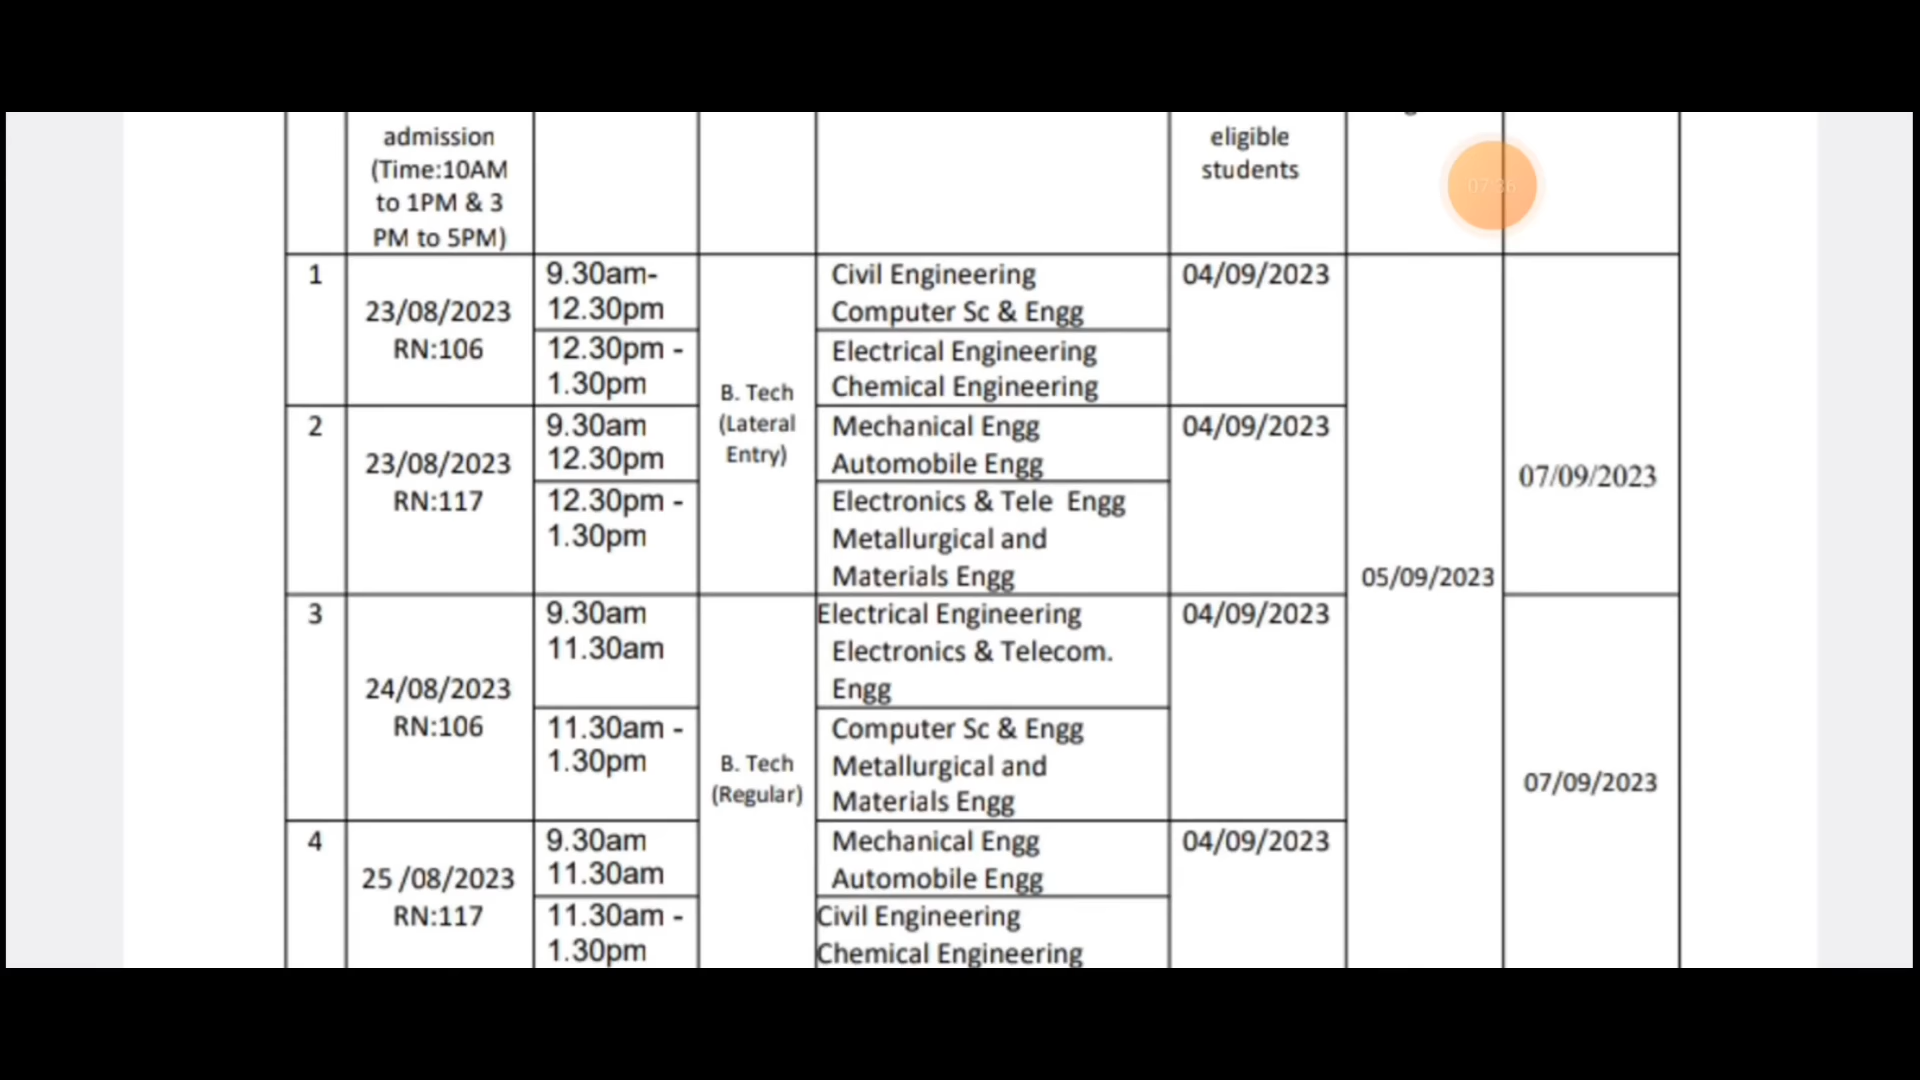 admission
(Time:10AM
to 1PM & 3
PM to 5PM)
eligible
students
1
23/08/2023
RN:106
9.30am-
12.30pm
12.30pm -
1.30pm
B. Tech
(Lateral
Entry)
Civil Engineering
Computer Sc & Engg
Electrical Engineering
Chemical Engineering
04/09/2023
2
23/08/2023
RN:117
9.30am
12.30pm
12.30pm -
1.30pm
Mechanical Engg
Automobile Engg
Electronics & Tele Engg
Metallurgical and
Materials Engg
04/09/2023
05/09/2023
07/09/2023
3
24/08/2023
RN:106
9.30am
11.30am
11.30am -
1.30pm
B. Tech
(Regular)
Electrical Engineering
Electronics & Telecom.
Engg
Computer Sc & Engg
Metallurgical and
Materials Engg
04/09/2023
07/09/2023
4
25 /08/2023
RN:117
9.30am
11.30am
11.30am -
1.30pm
Mechanical Engg
Automobile Engg
Civil Engineering
Chemical Engineering
04/09/2023